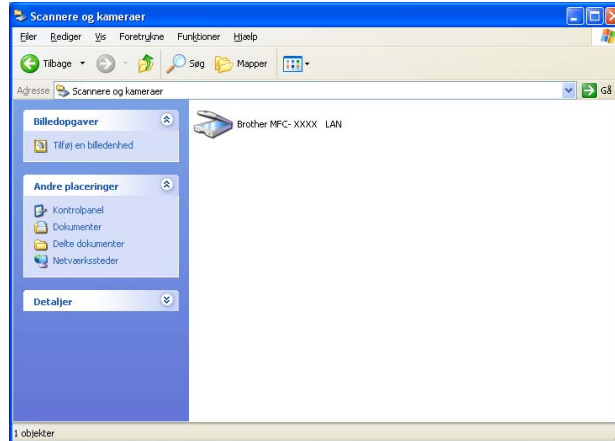 Scannere og kameraer
Filer Rediger Vis Foretrukne Funktioner Hjælp
Tilbage Søg Mapper
Adresse Scannere og kameraer Gå
Billedopgaver
Tilføj en billedenhed
Andre placeringer
Kontrolpanel
Dokumenter
Delte dokumenter
Netværkssteder
Detaljer
Brother MFC- XXXX LAN
1 objekter